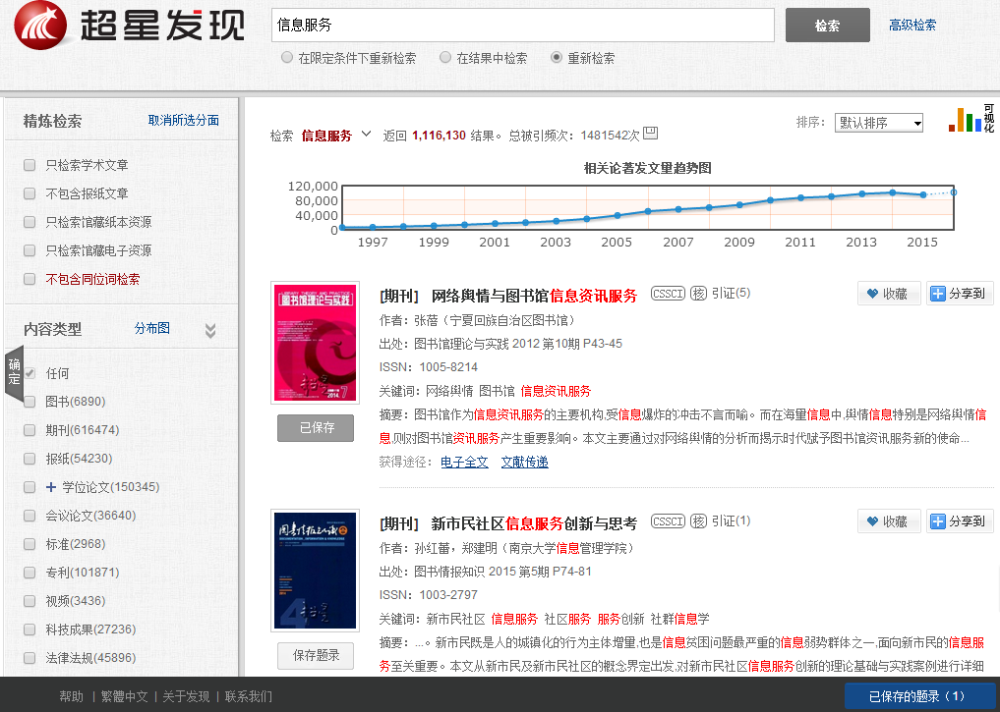 超星发现
信息服务
检索
高级检索
在限定条件下重新检索 在结果中检索 重新检索
精炼检索 取消所选分面
只检索学术文章
不包含报纸文章
只检索馆藏纸本资源
只检索馆藏电子资源
不包含同位词检索
内容类型 分布图
确定
任何
图书(6890)
期刊(616474)
报纸(54230)
学位论文(150345)
会议论文(36640)
标准(2968)
专利(101871)
视频(3436)
科技成果(27236)
法律法规(45896)
检索 信息服务 返回 1,116,130 结果。 总被引频次: 1481542次
排序: 默认排序
可视化
相关论著发文量趋势图
120,000
80,000
40,000
0
1997 1999 2001 2003 2005 2007 2009 2011 2013 2015
LIBRARY THEORY AND PRACTICE
图书馆理论与实践
2014.7
已保存
[期刊] 网络舆情与图书馆信息资讯服务 CSSCI 核 引证(5)
收藏 分享到
作者：张蓓（宁夏回族自治区图书馆）
出处：图书馆理论与实践 2012 第10期 P43-45
ISSN：1005-8214
关键词：网络舆情 图书馆 信息资讯服务
摘要：图书馆作为信息资讯服务的主要机构,受信息爆炸的冲击不言而喻。而在海量信息中,舆情信息特别是网络舆情信
息,则对图书馆资讯服务产生重要影响。本文主要通过对网络舆情的分析而揭示时代赋予图书馆资讯服务新的使命...
获得途径： 电子全文 文献传递
图书情报知识
DOCUMENTATION, INFORMATION & KNOWLEDGE
4
保存题录
[期刊] 新市民社区信息服务创新与思考 CSSCI 核 引证(1)
收藏 分享到
作者：孙红蕾，郑建明（南京大学信息管理学院）
出处：图书情报知识 2015 第5期 P74-81
ISSN：1003-2797
关键词：新市民社区 信息服务 社区服务 服务创新 社群信息学
摘要：...。新市民既是人的城镇化的行为主体增量,也是信息贫困问题最严重的信息弱势群体之一,面向新市民的信息服
务至关重要。本文从新市民及新市民社区的概念界定出发,对新市民社区信息服务创新的理论基础与实践案例进行详细
帮助 | 繁體中文 | 关于发现 | 联系我们
已保存的题录（1）